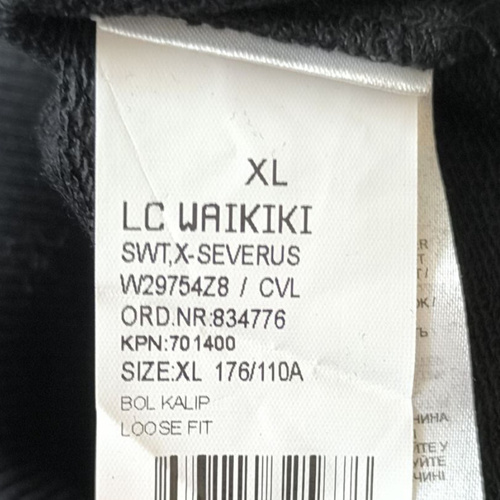 XL
LC WAIKIKI
SWT,X-SEVERUS
W29754Z8 / CVL
ORD.NR:834776
KPN:701400
SIZE:XL 176/110A
BOL KALIP
LOOSE FIT